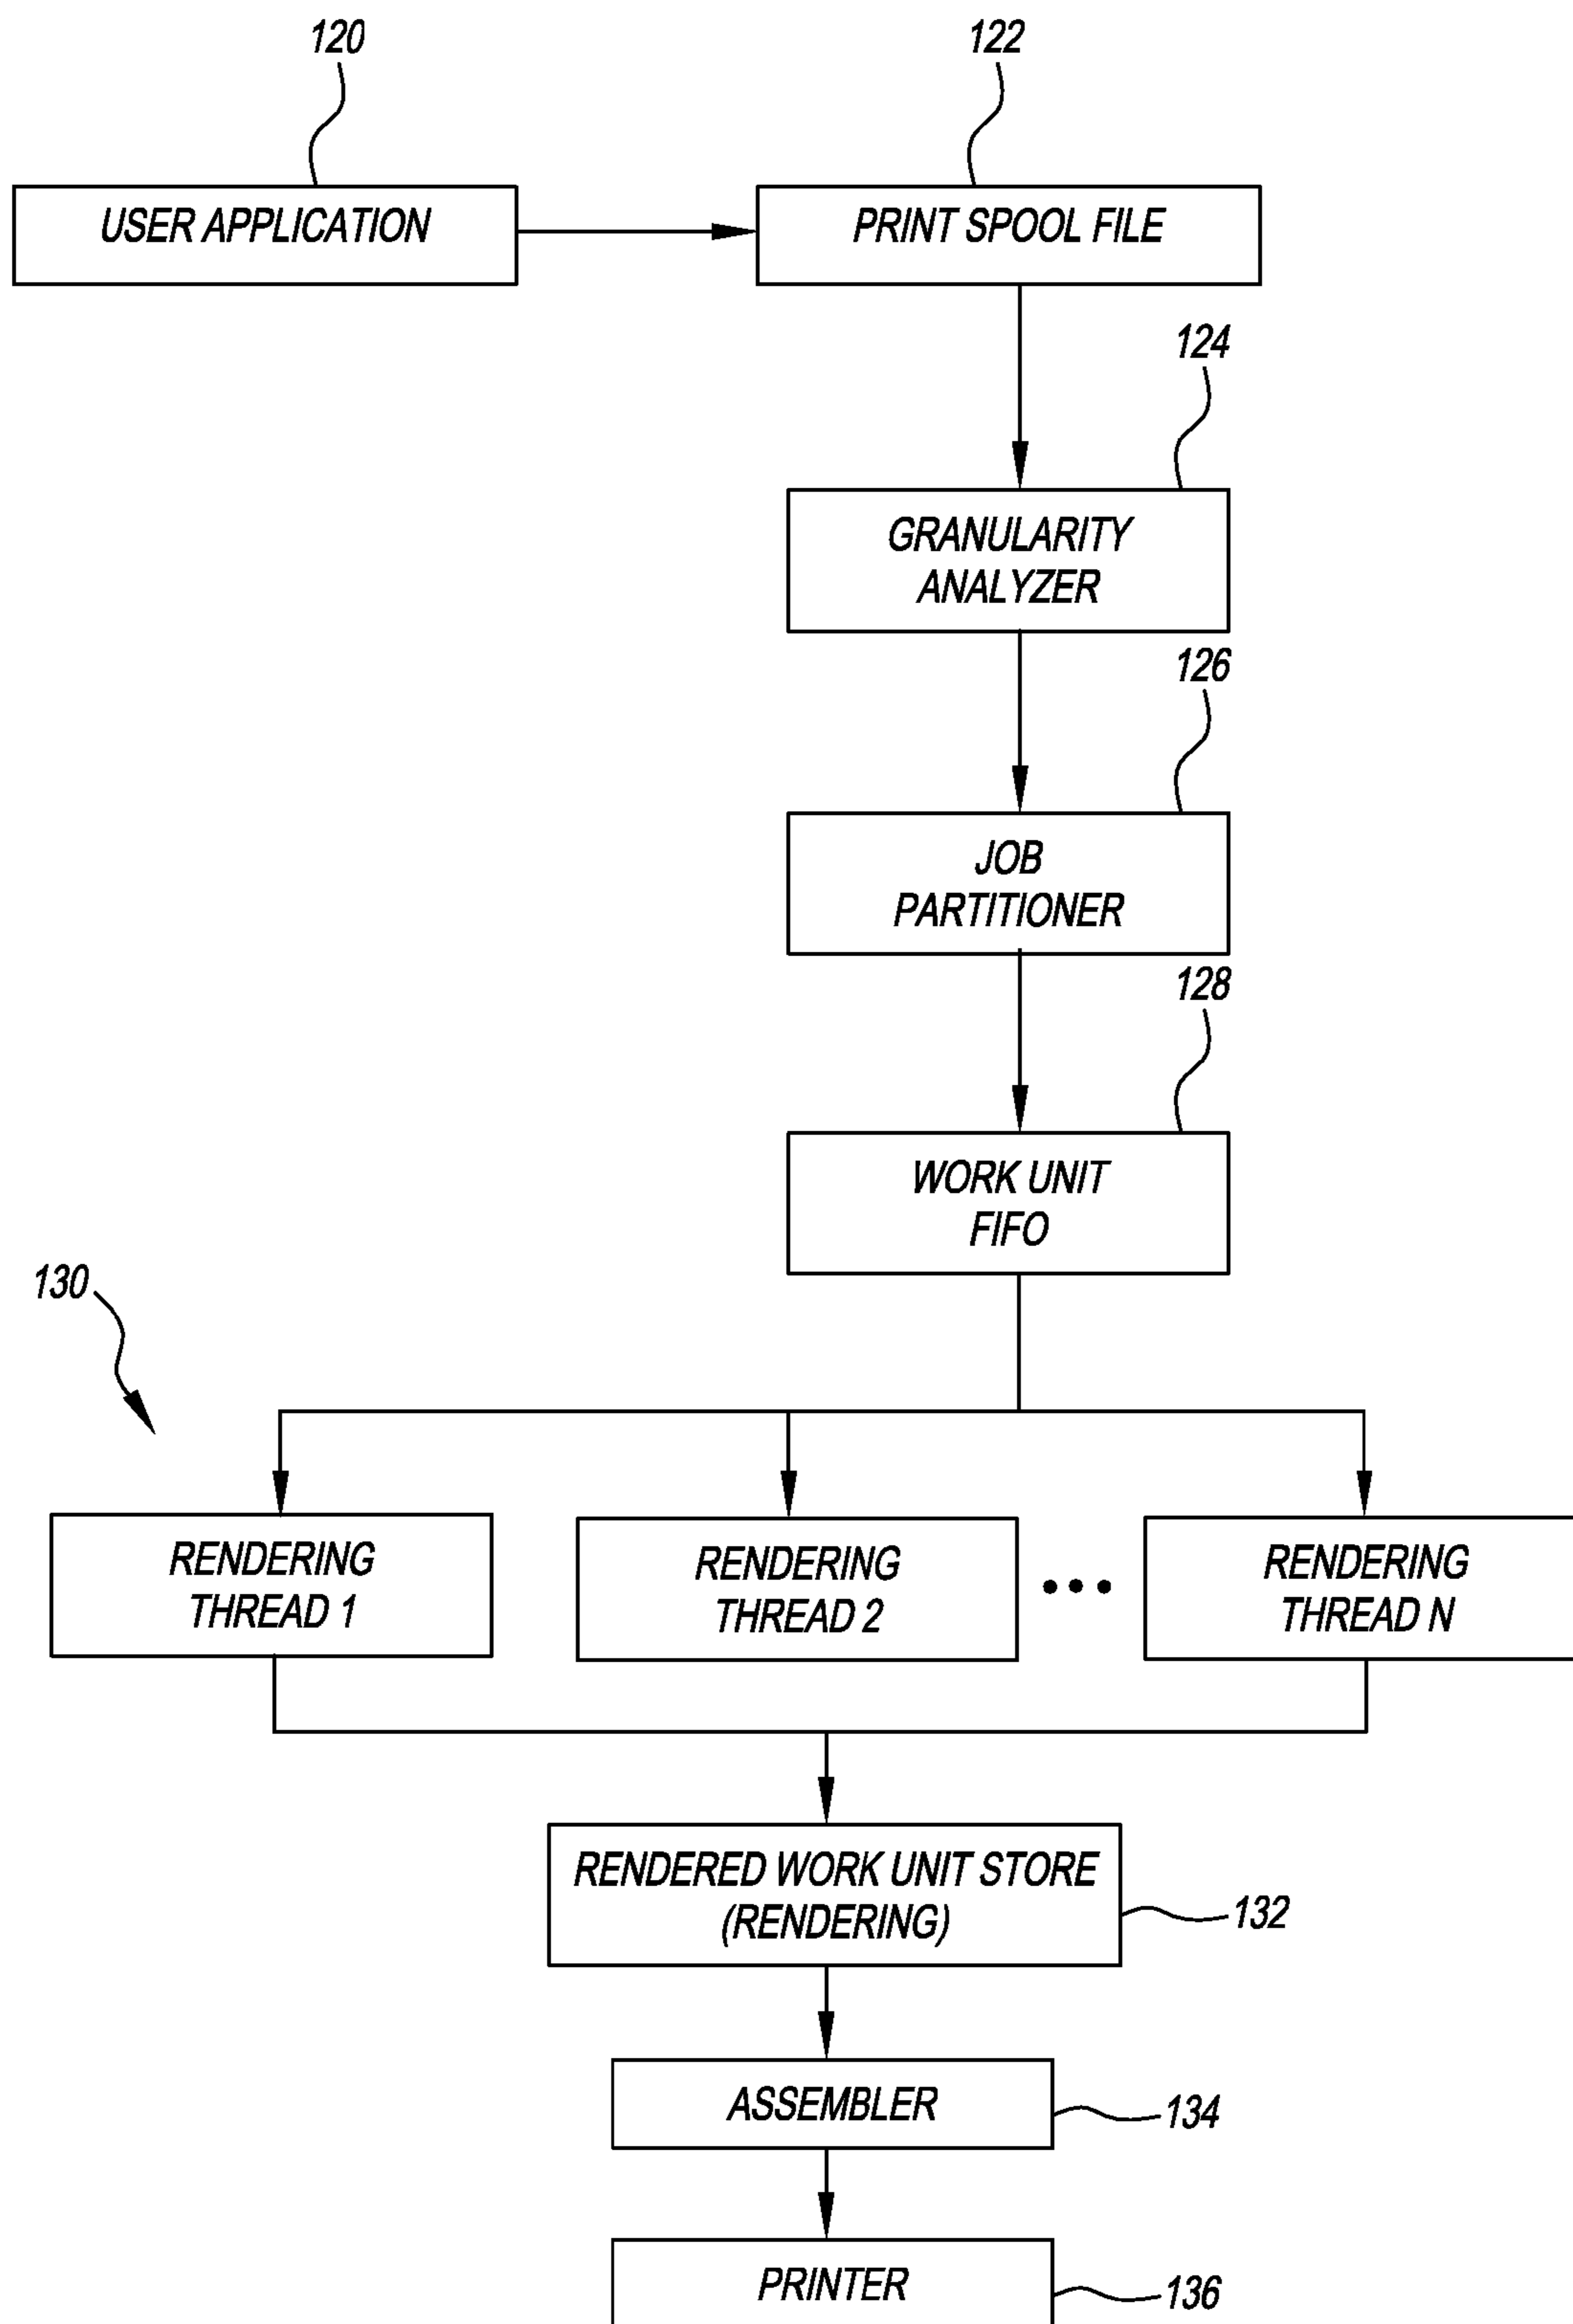 120
122
USER APPLICATION
PRINT SPOOL FILE
124
GRANULARITY
ANALYZER
126
JOB
PARTITIONER
128
WORK UNIT
FIFO
130
RENDERING
THREAD 1
RENDERING
THREAD 2
RENDERING
THREAD N
RENDERED WORK UNIT STORE
(RENDERING)
132
ASSEMBLER
134
PRINTER
136